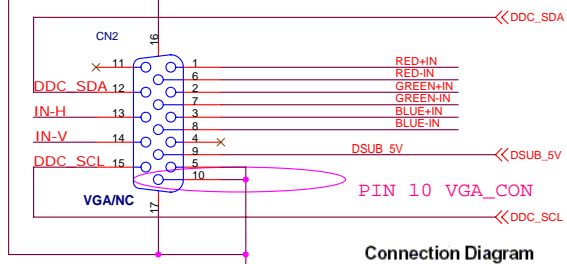 DDC_SDA
CN2
16
11
1
RED+IN
6
RED-IN
DDC_SDA
12
2
GREEN+IN
7
GREEN-IN
IN-H
13
3
BLUE+IN
8
BLUE-IN
IN-V
14
4
9
DSUB_5V
DSUB_5V
DDC_SCL
15
5
10
PIN 10 VGA_CON
VGA/NC
17
DDC_SCL
Connection Diagram